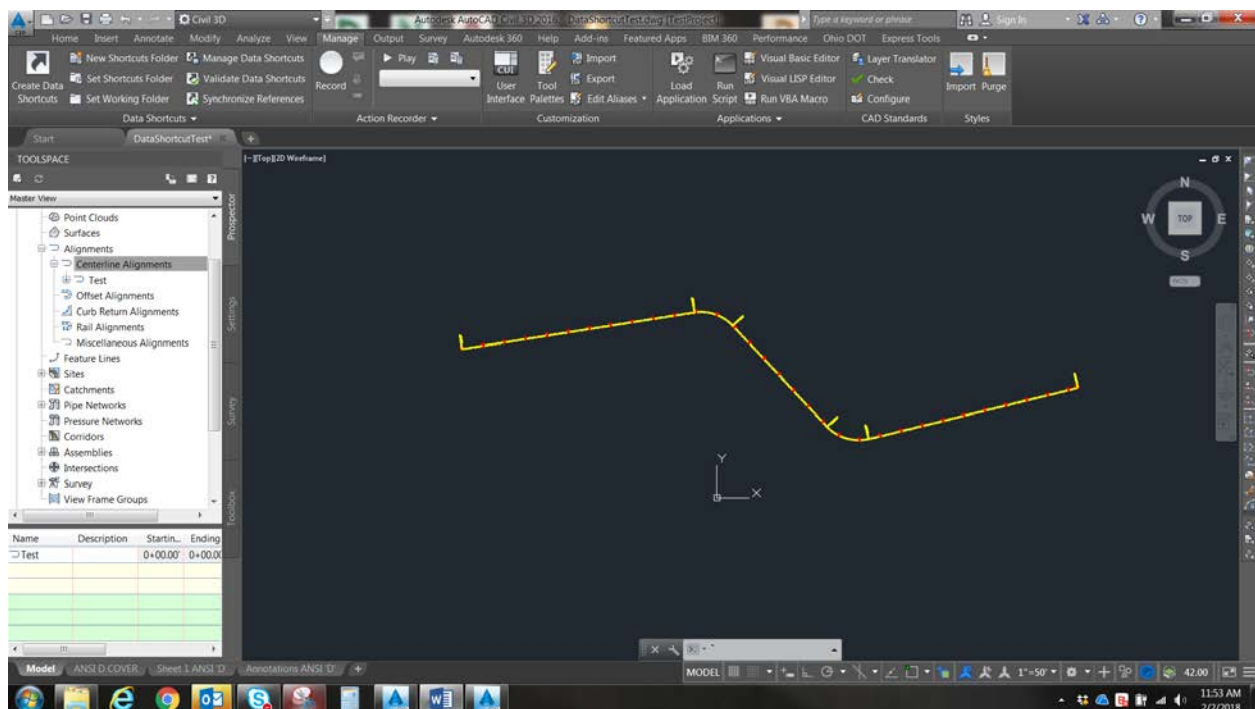 Civil 3D
Autodesk AutoCAD Civil 3D 2016 DataShortcutTest.dwg [TestProject]
Type a keyword or phrase
Sign In
Home Insert Annotate Modify Analyze View Manage Output Survey Autodesk 360 Help Add-ins Featured Apps BIM 360 Performance Ohio DOT Express Tools
Create Data Shortcuts
New Shortcuts Folder
Manage Data Shortcuts
Set Shortcuts Folder
Validate Data Shortcuts
Set Working Folder
Synchronize References
Data Shortcuts
Record
Play
Action Recorder
CUI
User Interface
Tool Palettes
Import
Export
Edit Aliases
Customization
Load Application
Run Script
Visual Basic Editor
Visual LISP Editor
Run VBA Macro
Applications
Layer Translator
Check
Configure
CAD Standards
Import Purge
Styles
Start
DataShortcutTest*
TOOLSPACE
Master View
Point Clouds
Surfaces
Alignments
Centerline Alignments
Test
Offset Alignments
Curb Return Alignments
Rail Alignments
Miscellaneous Alignments
Feature Lines
Sites
Catchments
Pipe Networks
Pressure Networks
Corridors
Assemblies
Intersections
Survey
View Frame Groups
Prospector
Settings
Survey
Toolbox
Name Description Startin... Ending
Test 0+00.00' 0+00.00
[-][Top][2D Wireframe]
N
W TOP E
S
Y
X
Model ANSI D COVER Sheet 1 ANSI 'D' Annotations ANSI 'D'
MODEL 1"=50' 42.00
11:53 AM
2/2/2018